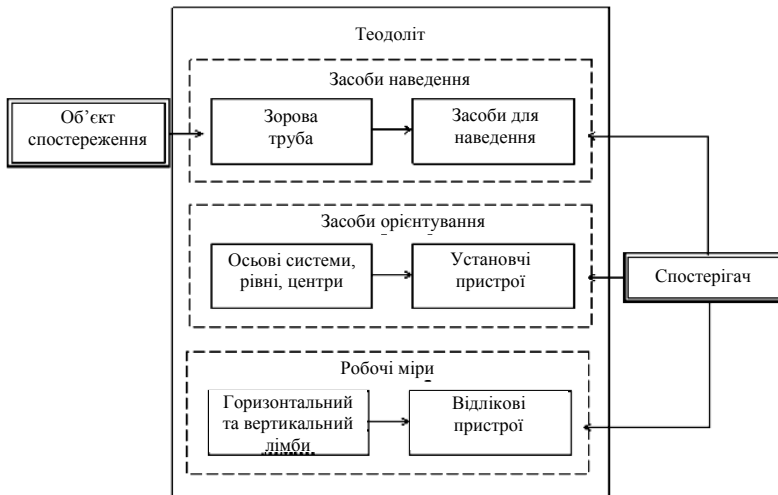 Теодоліт
Засоби наведення
Об’єкт
спостереження
Зорова
труба
Засоби для
наведення
Засоби орієнтування
Осьові системи,
рівні, центри
Установчі
пристрої
Спостерігач
Робочі міри
Горизонтальний
та вертикальний
лімби
Відлікові
пристрої